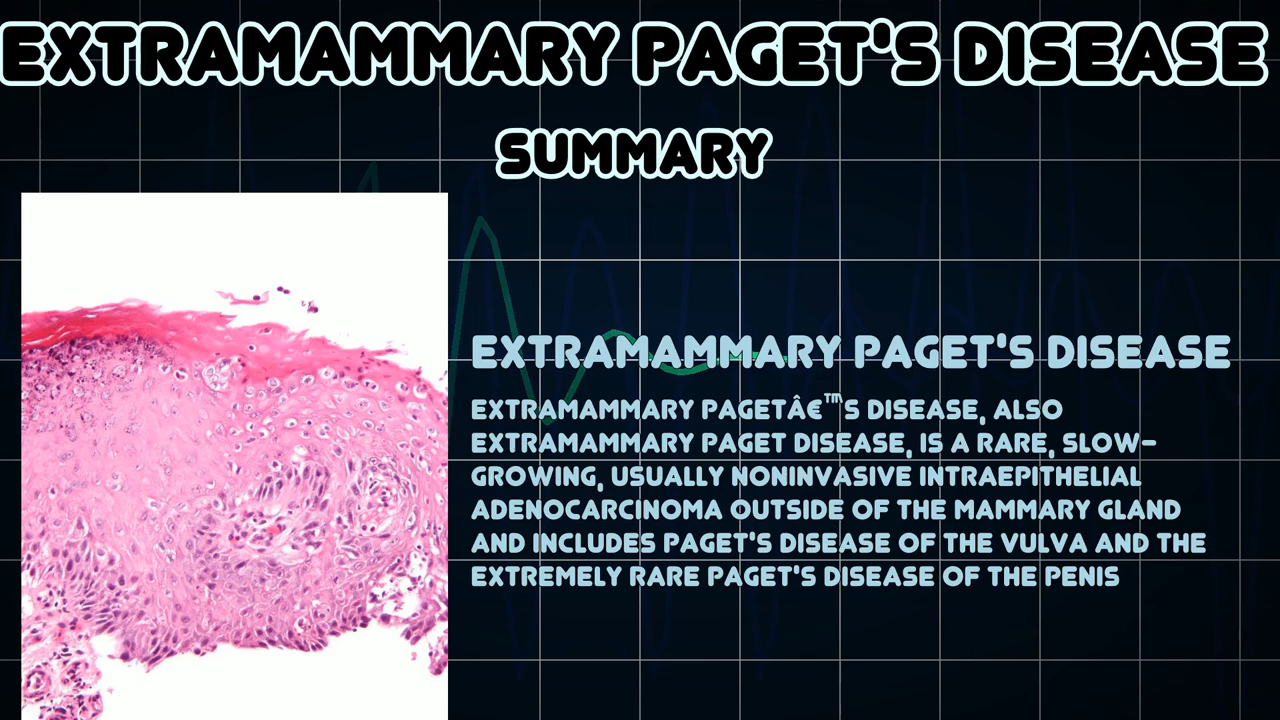 EXTRAMAMMARY PAGET'S DISEASE
SUMMARY
EXTRAMAMMARY PAGET'S DISEASE
EXTRAMAMMARY PAGETÂ€™S DISEASE, ALSO
EXTRAMAMMARY PAGET DISEASE, IS A RARE, SLOW-
GROWING, USUALLY NONINVASIVE INTRAEPITHELIAL
ADENOCARCINOMA OUTSIDE OF THE MAMMARY GLAND
AND INCLUDES PAGET'S DISEASE OF THE VULVA AND THE
EXTREMELY RARE PAGET'S DISEASE OF THE PENIS